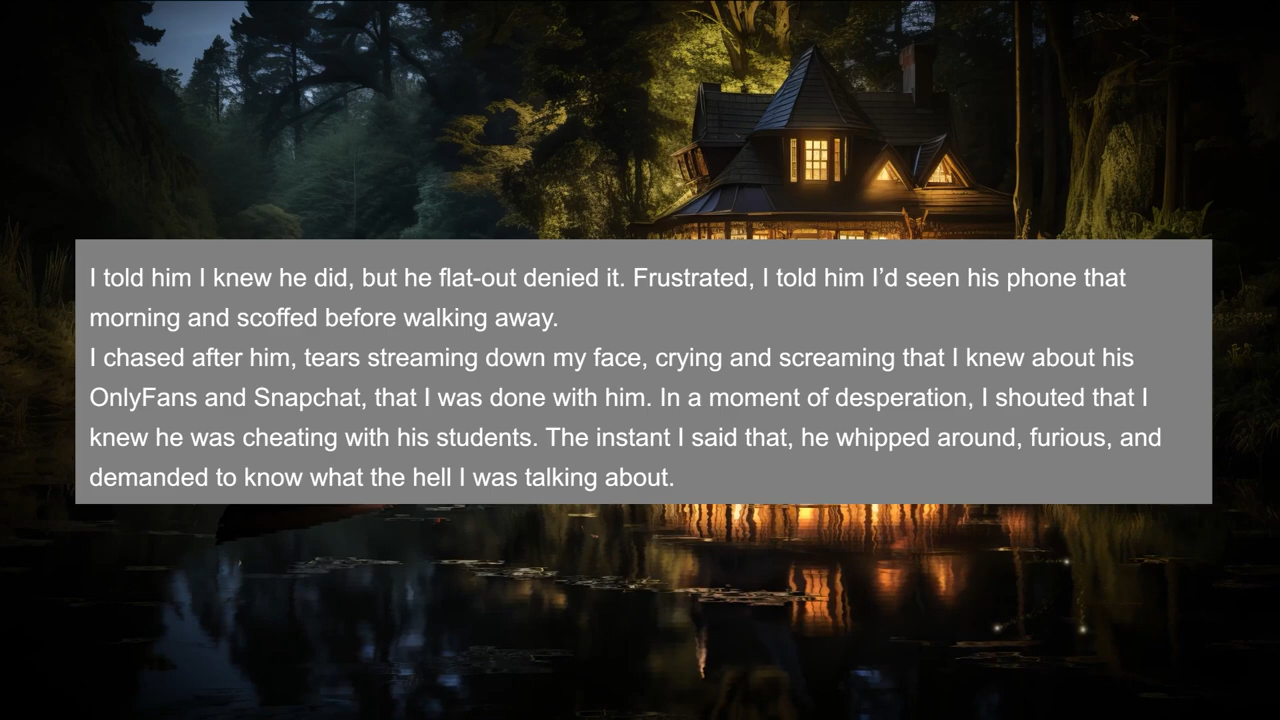 I told him I knew he did, but he flat-out denied it. Frustrated, I told him I’d seen his phone that
morning and scoffed before walking away.
I chased after him, tears streaming down my face, crying and screaming that I knew about his
OnlyFans and Snapchat, that I was done with him. In a moment of desperation, I shouted that I
knew he was cheating with his students. The instant I said that, he whipped around, furious, and
demanded to know what the hell I was talking about.